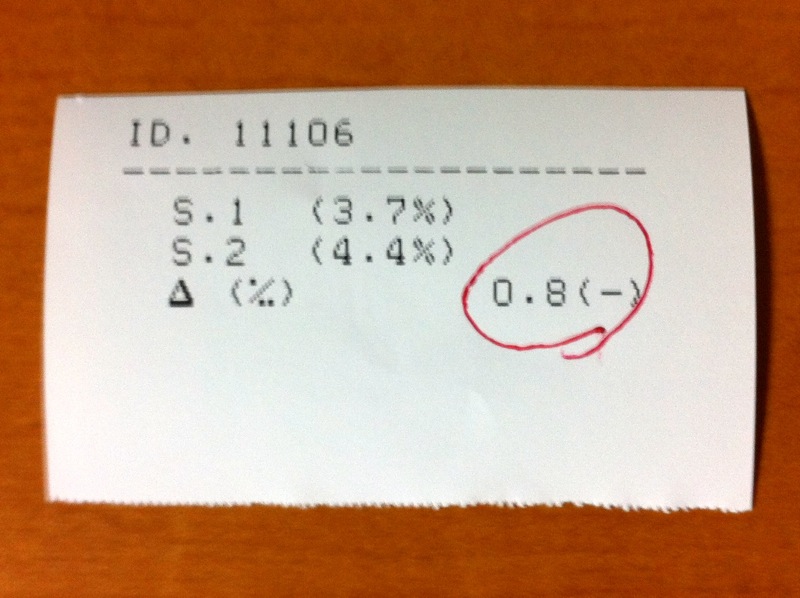 ID. 11106
--------------------
S.1 (3.7%)
S.2 (4.4%)
Δ (%) 0.8(-)